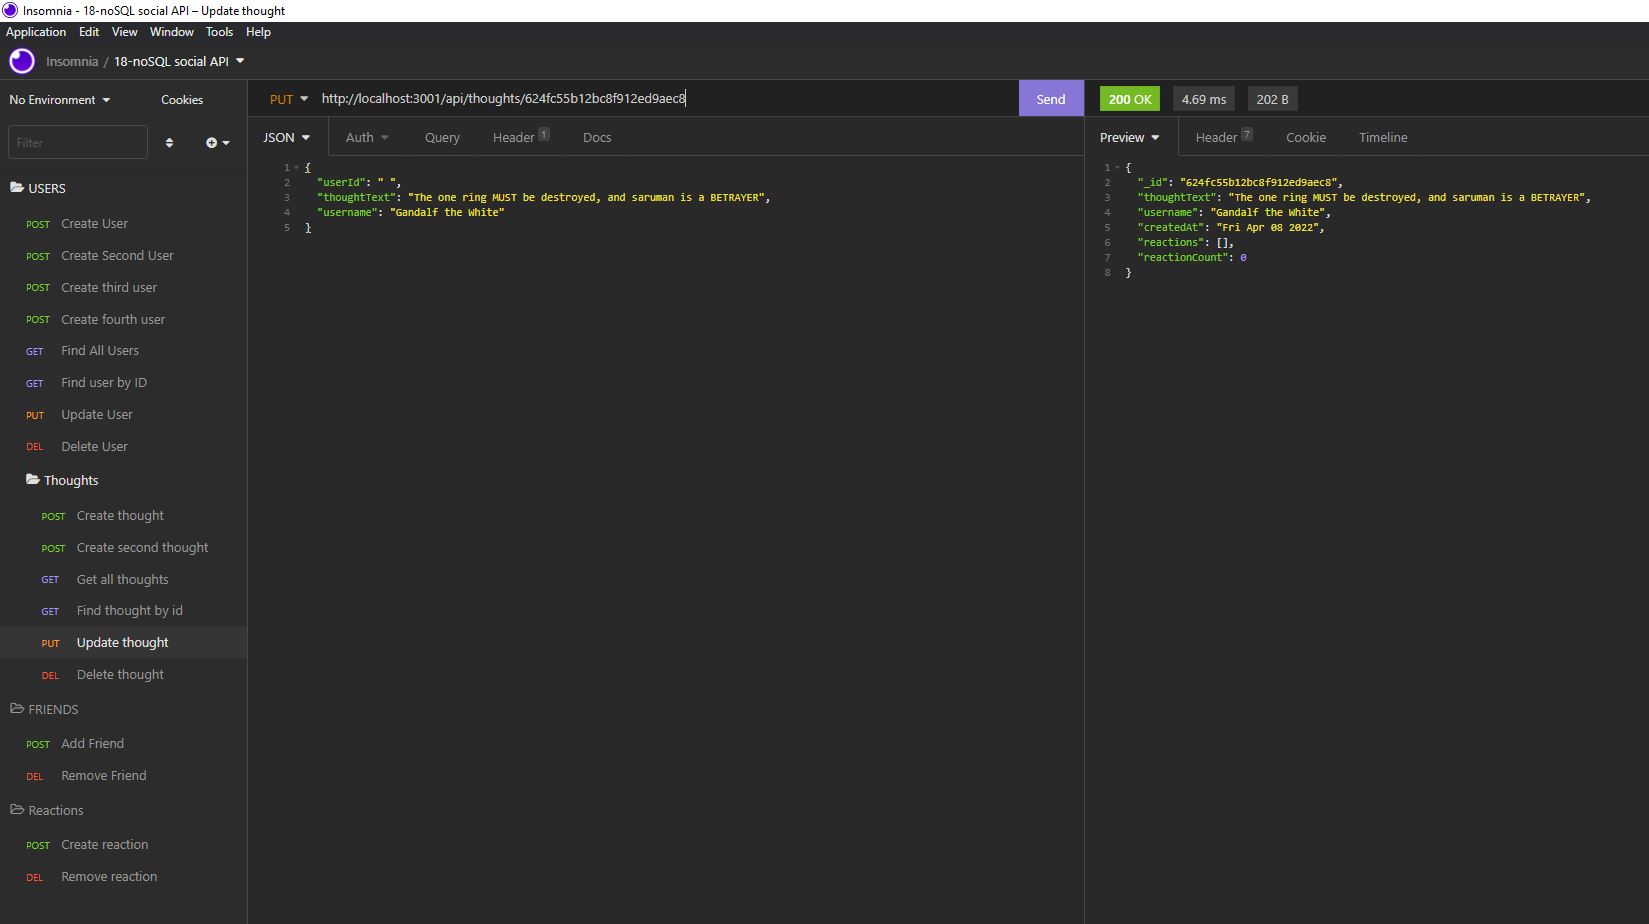 Insomnia - 18-noSQL social API – Update thought
Application Edit View Window Tools Help
Insomnia / 18-noSQL social API
No Environment Cookies
Filter
USERS
POST Create User
POST Create Second User
POST Create third user
POST Create fourth user
GET Find All Users
GET Find user by ID
PUT Update User
DEL Delete User
Thoughts
POST Create thought
POST Create second thought
GET Get all thoughts
GET Find thought by id
PUT Update thought
DEL Delete thought
FRIENDS
POST Add Friend
DEL Remove Friend
Reactions
POST Create reaction
DEL Remove reaction
PUT http://localhost:3001/api/thoughts/624fc55b12bc8f912ed9aec8 Send
JSON Auth Query Header 1 Docs
1 {
2 "userId": " ",
3 "thoughtText": "The one ring MUST be destroyed, and saruman is a BETRAYER",
4 "username": "Gandalf the White"
5 }
200 OK 4.69 ms 202 B
Preview Header 7 Cookie Timeline
1 {
2 "_id": "624fc55b12bc8f912ed9aec8",
3 "thoughtText": "The one ring MUST be destroyed, and saruman is a BETRAYER",
4 "username": "Gandalf the White",
5 "createdAt": "Fri Apr 08 2022",
6 "reactions": [],
7 "reactionCount": 0
8 }